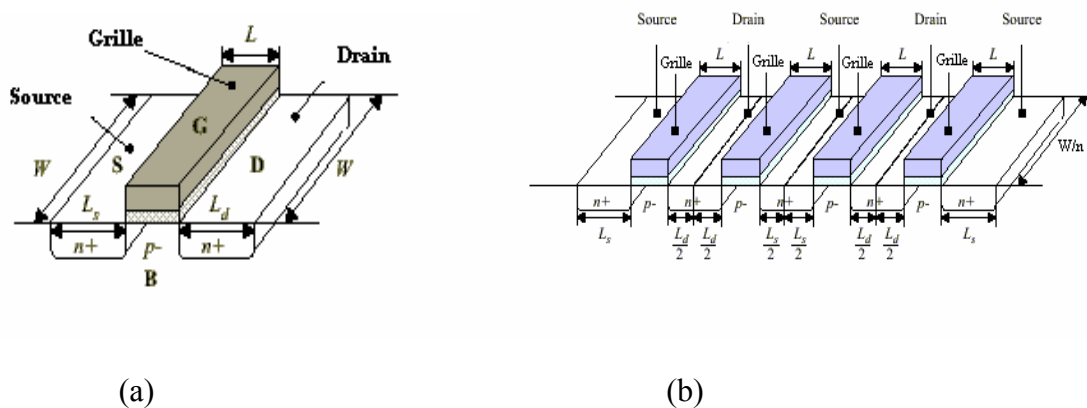 L
Grille
Drain
Source
G
S
D
W
W
L_s
L_d
n+
p-
n+
B
(a)
Source
Drain
Source
Drain
Source
L
L
L
L
Grille
Grille
Grille
Grille
W/n
n+ p- n+ p- n+ p- n+ p- n+
L_s L_d/2 L_d/2 L_s/2 L_s/2 L_d/2 L_d/2 L_s
(b)